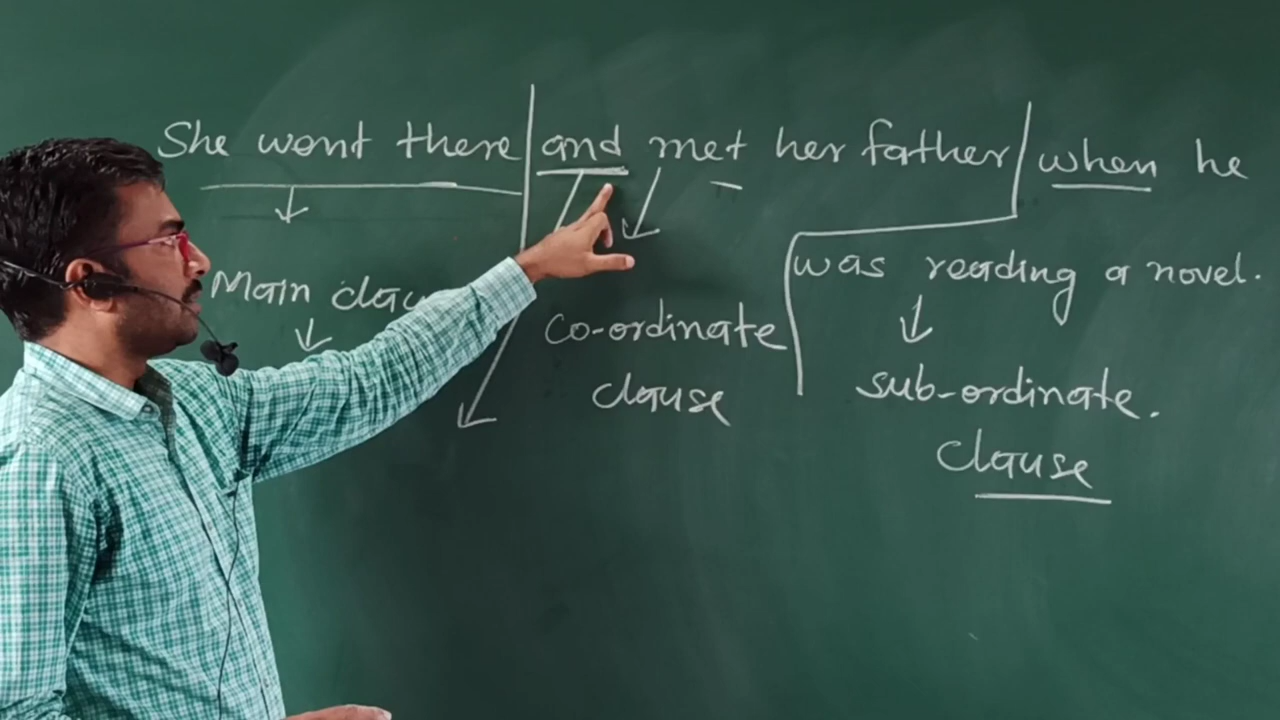 She went there and met her father when he
was reading a novel.
Main
co-ordinate
clause
sub-ordinate.
clause